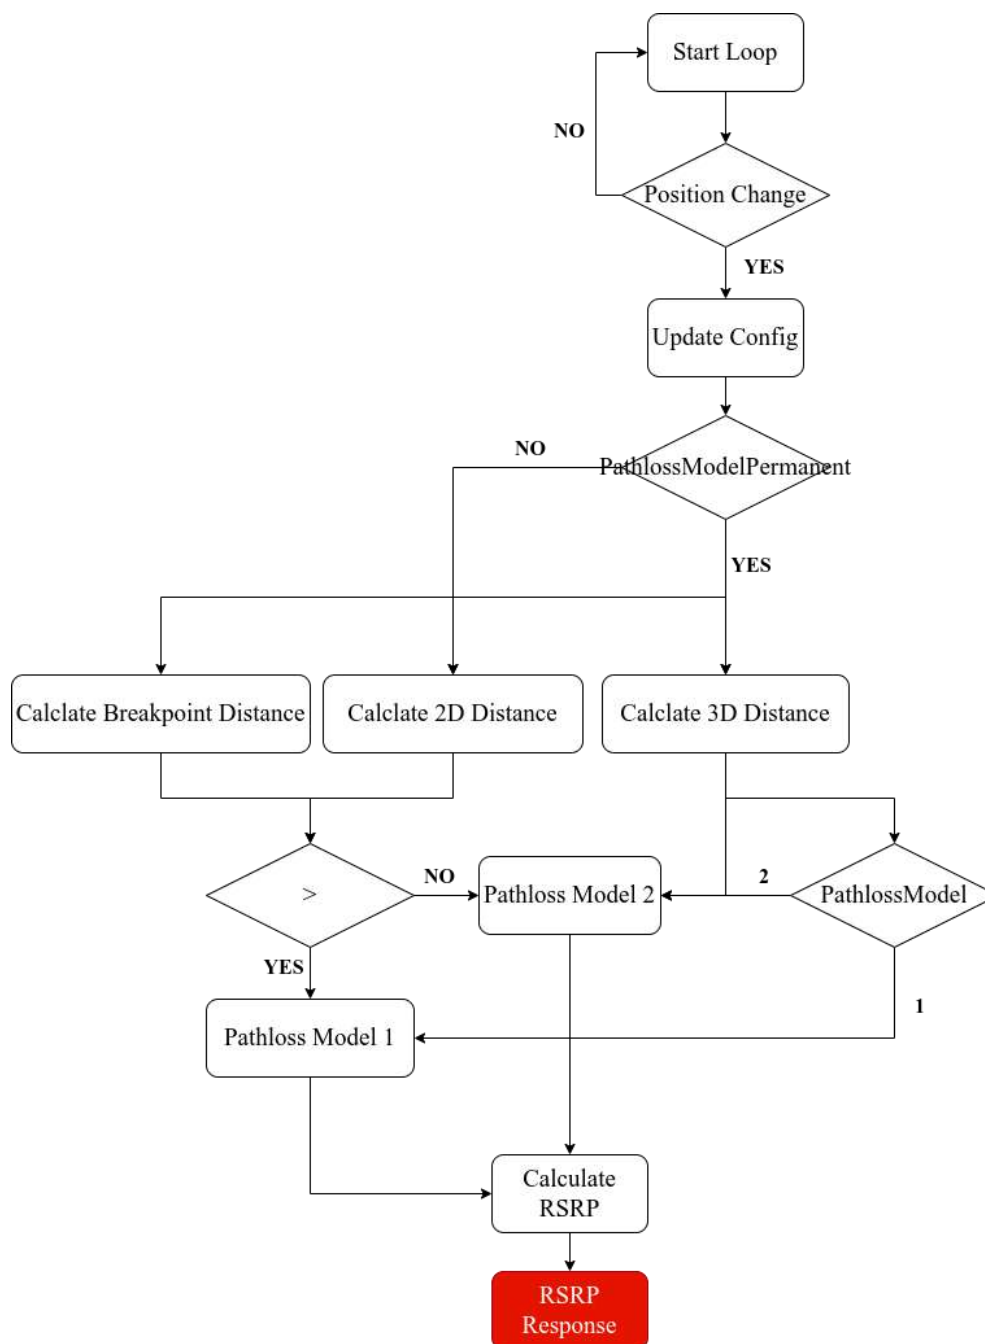 Start Loop
NO
Position Change
YES
Update Config
NO
PathlossModelPermanent
YES
Calclate Breakpoint Distance
Calclate 2D Distance
Calclate 3D Distance
>
NO
Pathloss Model 2
2
PathlossModel
YES
1
Pathloss Model 1
Calculate
RSRP
RSRP
Response